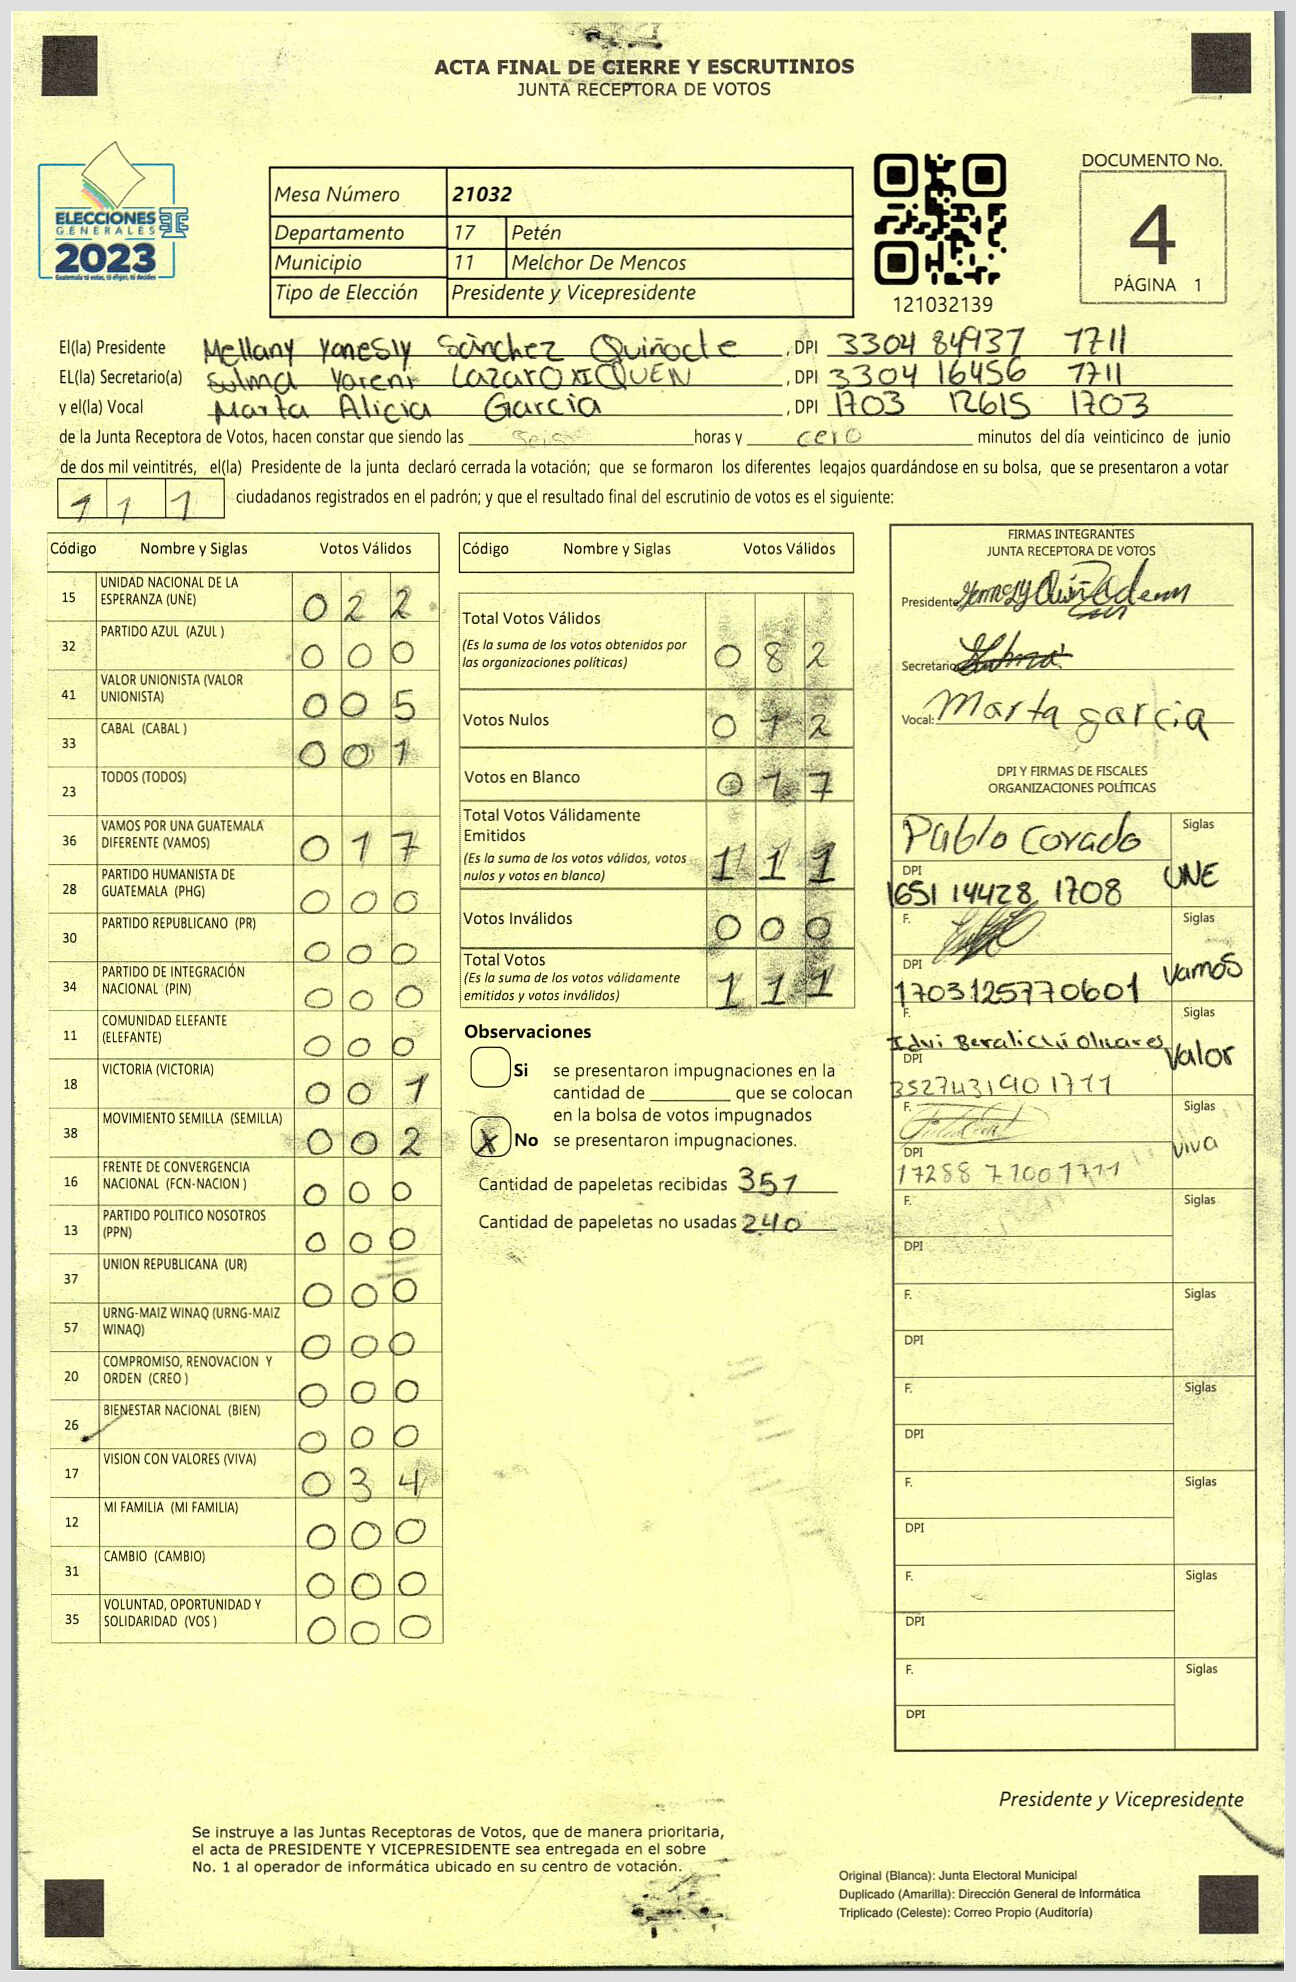 ACTA FINAL DE CIERRE Y ESCRUTINIOS
JUNTA RECEPTORA DE VOTOS
ELECCIONES
GENERALES
2023
Guatemala tú votas, tú eliges, tú decides
Mesa Número 21032
Departamento 17 Petén
Municipio 11 Melchor De Mencos
Tipo de Elección Presidente y Vicepresidente
121032139
DOCUMENTO No.
4
PÁGINA 1
El(la) Presidente Mellany Yanesly Sánchez Quiñode , DPI 3304 84937 1711
EL(la) Secretario(a) Sulma Yareni Lazaro XIQUEN , DPI 3304 16456 1711
y el(la) Vocal Marta Alicia Garcia , DPI 1703 12615 1703
de la Junta Receptora de Votos, hacen constar que siendo las seis horas y cero minutos del día veinticinco de junio
de dos mil veintitrés, el(la) Presidente de la junta declaró cerrada la votación; que se formaron los diferentes legajos guardándose en su bolsa, que se presentaron a votar
1 1 1 ciudadanos registrados en el padrón; y que el resultado final del escrutinio de votos es el siguiente:
Código Nombre y Siglas Votos Válidos
15 UNIDAD NACIONAL DE LA ESPERANZA (UNE) 0 2 2
32 PARTIDO AZUL (AZUL ) 0 0 0
41 VALOR UNIONISTA (VALOR UNIONISTA) 0 0 5
33 CABAL (CABAL ) 0 0 1
23 TODOS (TODOS)
36 VAMOS POR UNA GUATEMALA DIFERENTE (VAMOS) 0 1 7
28 PARTIDO HUMANISTA DE GUATEMALA (PHG) 0 0 0
30 PARTIDO REPUBLICANO (PR) 0 0 0
34 PARTIDO DE INTEGRACIÓN NACIONAL (PIN) 0 0 0
11 COMUNIDAD ELEFANTE (ELEFANTE) 0 0 0
18 VICTORIA (VICTORIA) 0 0 1
38 MOVIMIENTO SEMILLA (SEMILLA) 0 0 2
16 FRENTE DE CONVERGENCIA NACIONAL (FCN-NACION ) 0 0 0
13 PARTIDO POLITICO NOSOTROS (PPN) 0 0 0
37 UNION REPUBLICANA (UR) 0 0 0
57 URNG-MAIZ WINAQ (URNG-MAIZ WINAQ) 0 0 0
20 COMPROMISO, RENOVACION Y ORDEN (CREO ) 0 0 0
26 BIENESTAR NACIONAL (BIEN) 0 0 0
17 VISION CON VALORES (VIVA) 0 3 4
12 MI FAMILIA (MI FAMILIA) 0 0 0
31 CAMBIO (CAMBIO) 0 0 0
35 VOLUNTAD, OPORTUNIDAD Y SOLIDARIDAD (VOS ) 0 0 0
Código Nombre y Siglas Votos Válidos
Total Votos Válidos
(Es la suma de los votos obtenidos por
las organizaciones políticas) 0 8 2
Votos Nulos 0 1 2
Votos en Blanco 0 1 7
Total Votos Válidamente
Emitidos
(Es la suma de los votos válidos, votos
nulos y votos en blanco) 1 1 1
Votos Inválidos 0 0 0
Total Votos
(Es la suma de los votos válidamente
emitidos y votos inválidos) 1 1 1
Observaciones
Si se presentaron impugnaciones en la
cantidad de ________ que se colocan
en la bolsa de votos impugnados
X No se presentaron impugnaciones.
Cantidad de papeletas recibidas 351
Cantidad de papeletas no usadas 240
FIRMAS INTEGRANTES
JUNTA RECEPTORA DE VOTOS
Presidente
Secretario
Vocal: Marta garcia
DPI Y FIRMAS DE FISCALES
ORGANIZACIONES POLÍTICAS
Pablo Corado Siglas
DPI 1651 14428 1708 UNE
F. Siglas
DPI 1703125770601 Vamos
F. Siglas
DPI 3527431901711 Valor
F. Siglas
DPI 17288 7100 1711 viva
F. Siglas
DPI
F. Siglas
DPI
F. Siglas
DPI
F. Siglas
DPI
F. Siglas
DPI
F. Siglas
DPI
Presidente y Vicepresidente
Se instruye a las Juntas Receptoras de Votos, que de manera prioritaria,
el acta de PRESIDENTE Y VICEPRESIDENTE sea entregada en el sobre
No. 1 al operador de informática ubicado en su centro de votación.
Original (Blanca): Junta Electoral Municipal
Duplicado (Amarilla): Dirección General de Informática
Triplicado (Celeste): Correo Propio (Auditoría)